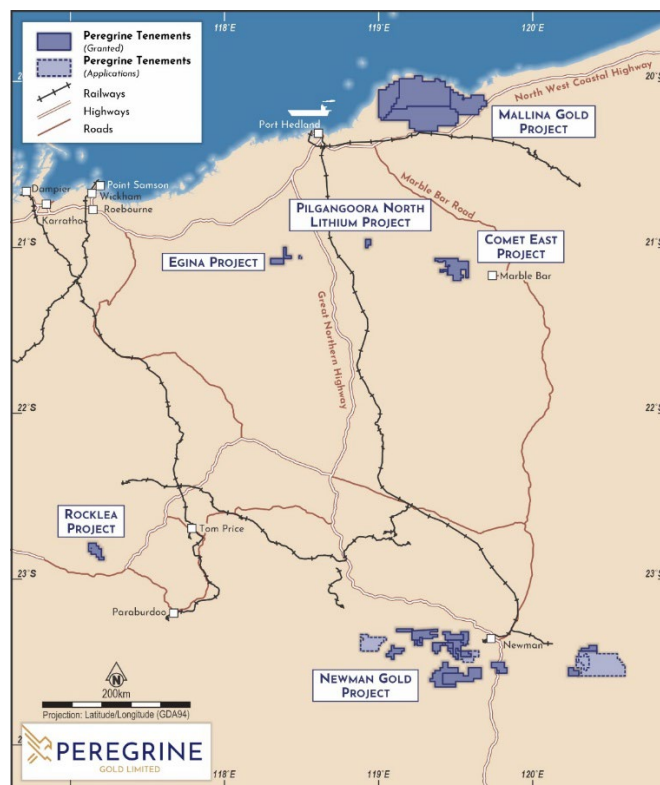 118°E
119°E
120°E
Peregrine Tenements
(Granted)
Peregrine Tenements
(Applications)
Railways
Highways
Roads
20°S
North West Coastal Highway
Mallina Gold
Project
Port Hedland
Marble Bar Road
Dampier
Point Samson
Wickham
Roebourne
Karratha
Pilgangoora North
Lithium Project
21°S
21°S
Egina Project
Comet East
Project
Marble Bar
Great Northern Highway
22°S
22°S
Rocklea
Project
Tom Price
23°S
23°S
Paraburdoo
Newman
Newman Gold
Project
N
200km
Projection: Latitude/Longitude (GDA94)
PEREGRINE
GOLD LIMITED
118°E
119°E
120°E